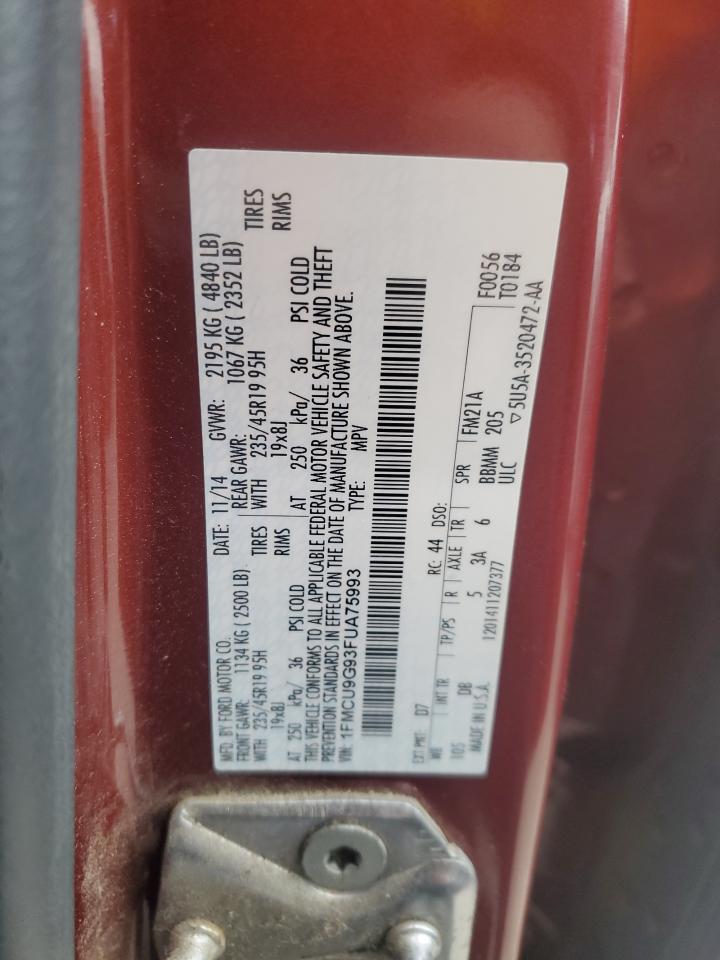 MFD. BY FORD MOTOR CO. DATE: 11/14 GVWR: 2195 KG ( 4840 LB)
FRONT GAWR: 1134 KG ( 2500 LB) REAR GAWR: 1067 KG ( 2352 LB)
WITH 235/45R19 95H TIRES WITH 235/45R19 95H TIRES
19x8J RIMS 19x8J RIMS
AT 250 kPa/ 36 PSI COLD AT 250 kPa/ 36 PSI COLD
THIS VEHICLE CONFORMS TO ALL APPLICABLE FEDERAL MOTOR VEHICLE SAFETY AND THEFT
PREVENTION STANDARDS IN EFFECT ON THE DATE OF MANUFACTURE SHOWN ABOVE.
VIN: 1FMCU9G93FUA75993 TYPE: MPV
EXT PNT: D7 RC: 44 DSO:
WB INT TR TP/PS R AXLE TR SPR FM21A F0056
105 DB 5 3A 6 BBMM 205 T0184
MADE IN U.S.A. 1201411207377 ULC ▽5U5A-3520472-AA